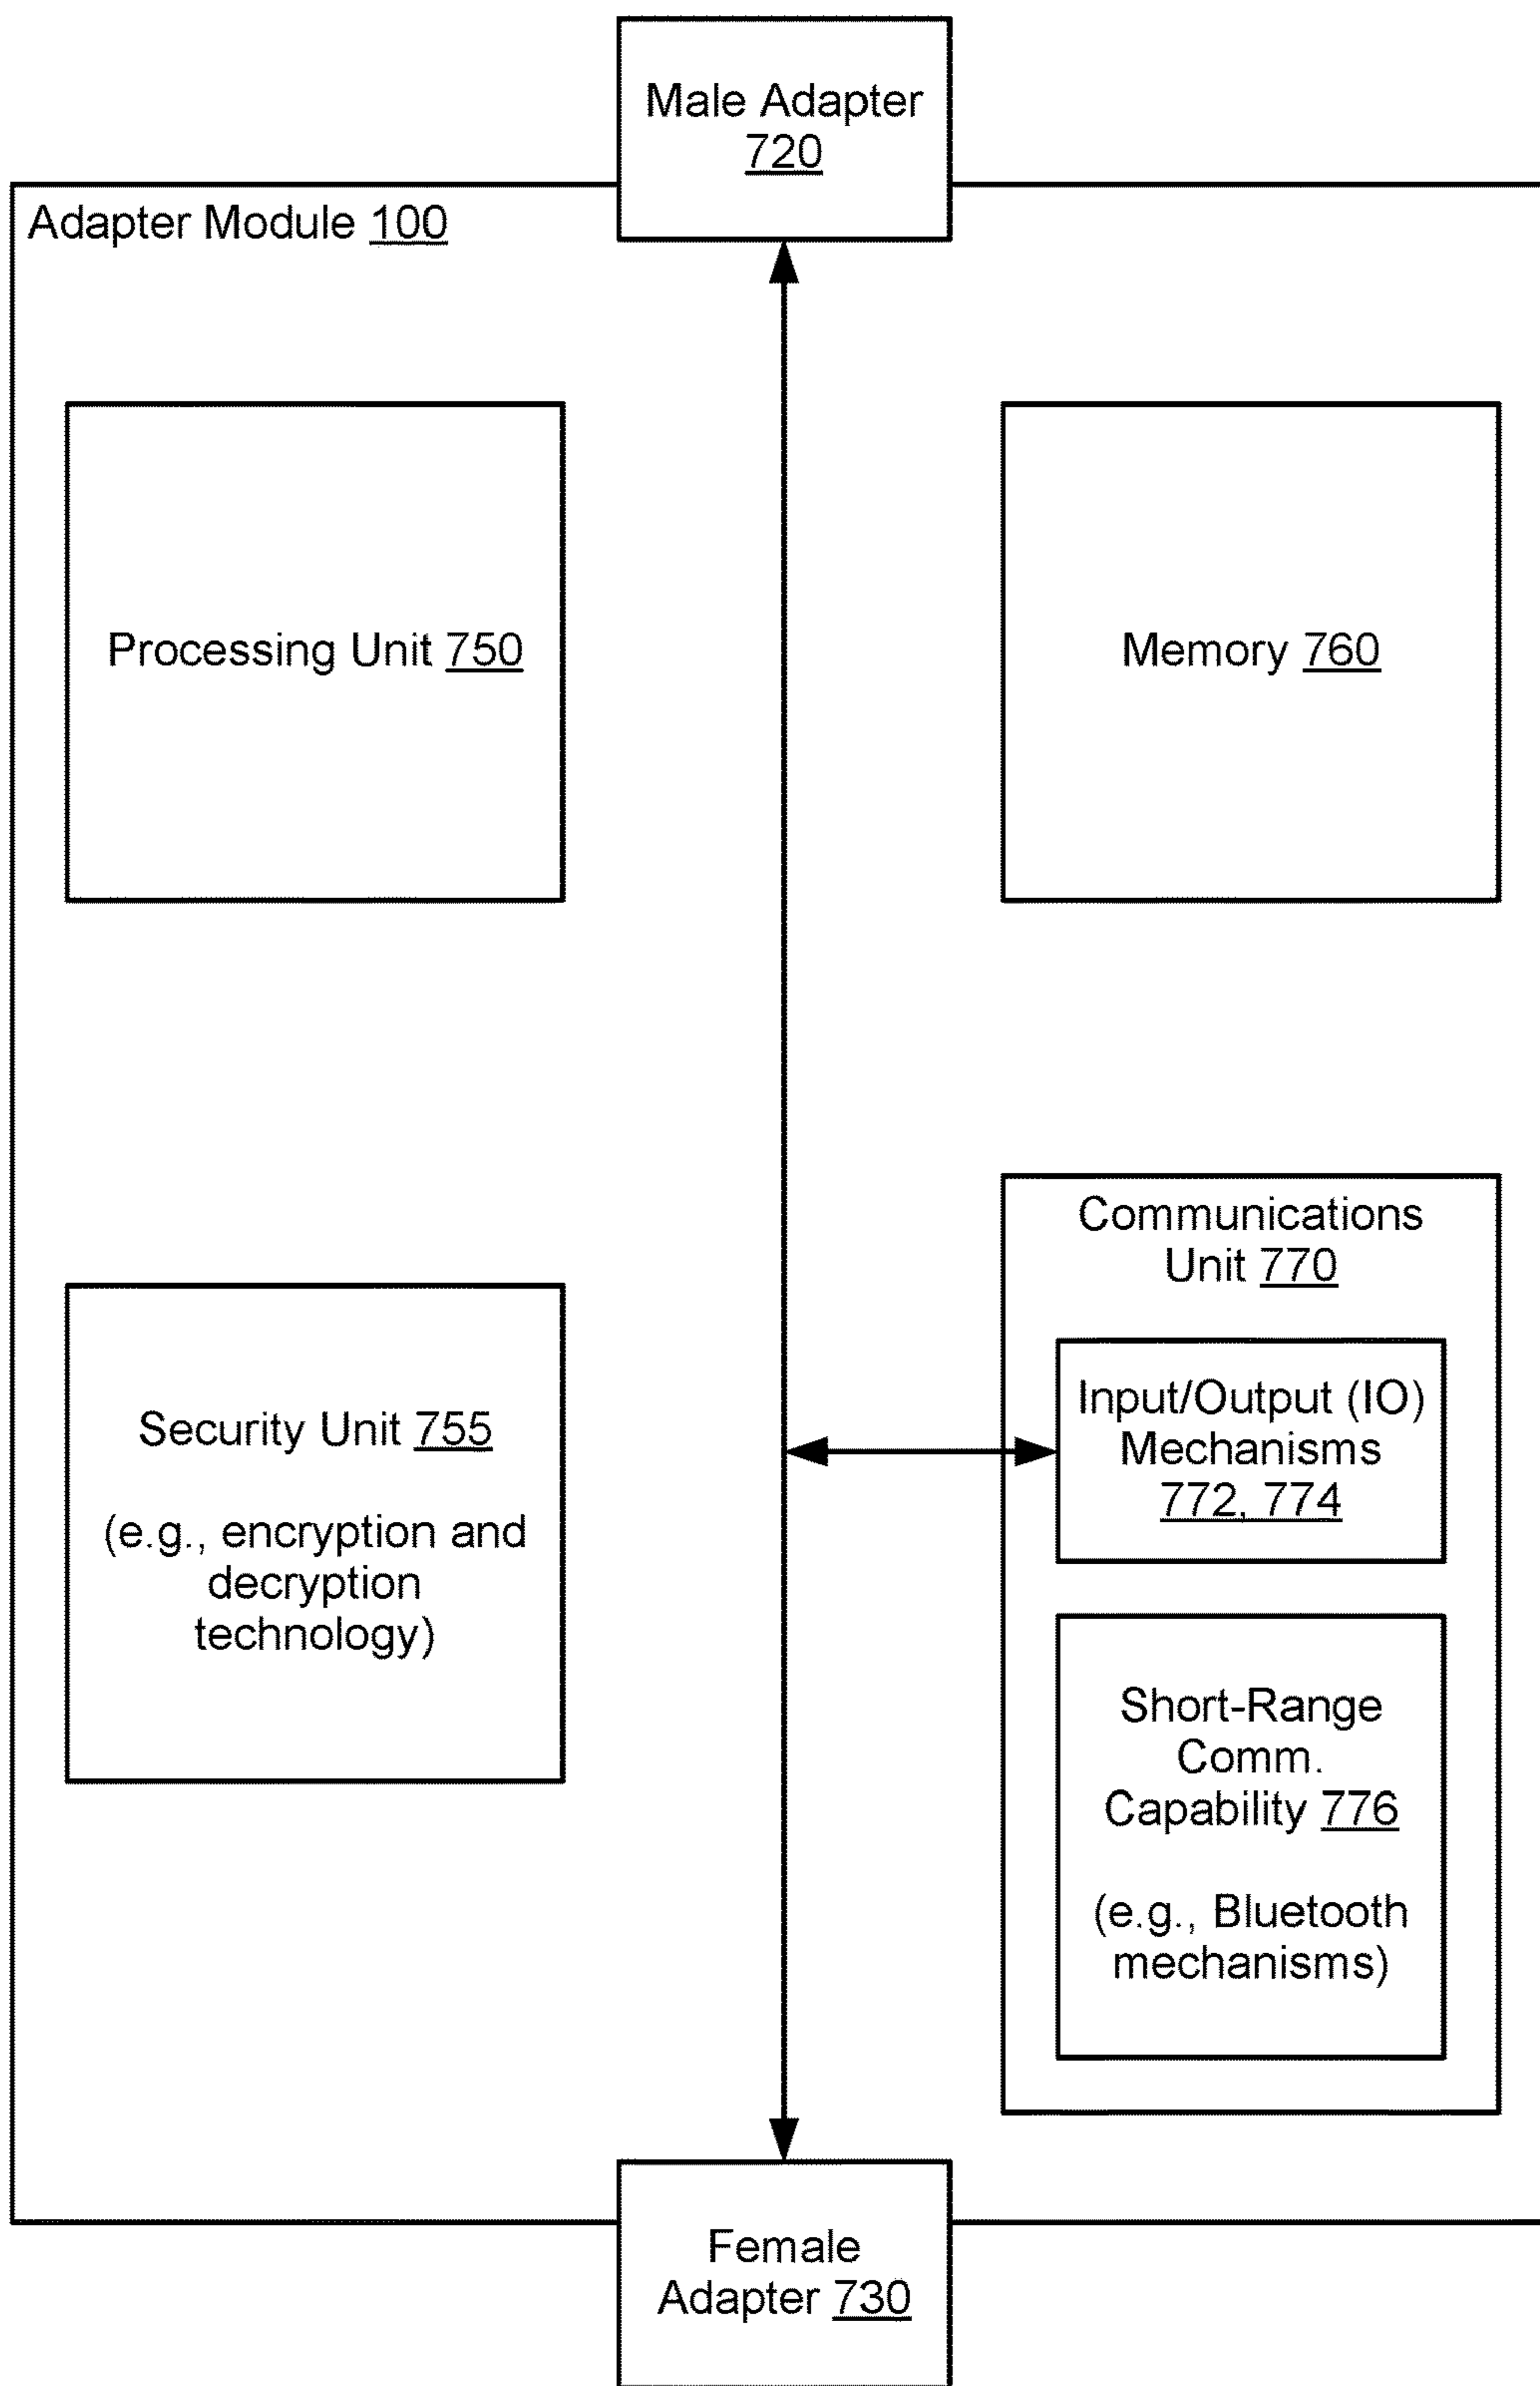 Male Adapter
720
Adapter Module 100
Processing Unit 750
Memory 760
Communications
Unit 770
Input/Output (IO)
Mechanisms
772, 774
Security Unit 755
(e.g., encryption and
decryption
technology)
Short-Range
Comm.
Capability 776
(e.g., Bluetooth
mechanisms)
Female
Adapter 730